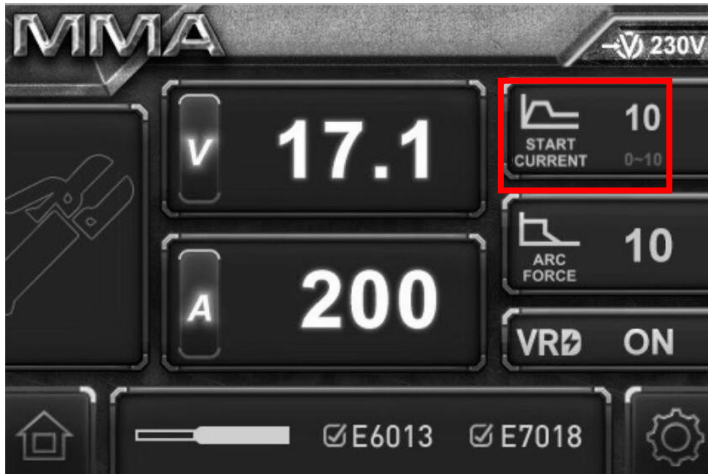 MMA
230V
V 17.1
START CURRENT 10
0~10
A 200
ARC FORCE 10
VRD ON
E6013 E7018